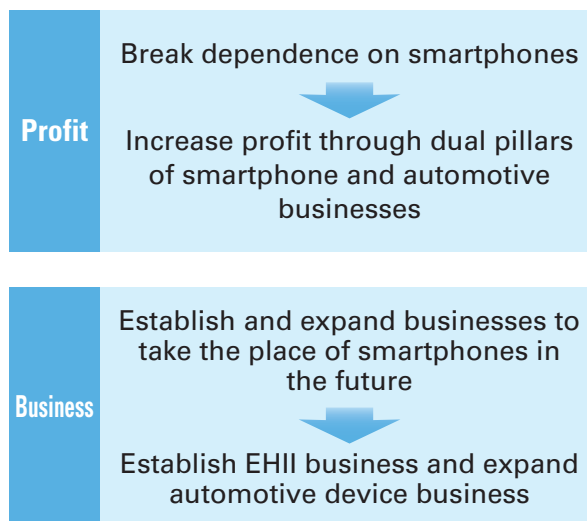 Profit
Break dependence on smartphones
Increase profit through dual pillars
of smartphone and automotive
businesses
Business
Establish and expand businesses to
take the place of smartphones in
the future
Establish EHII business and expand
automotive device business